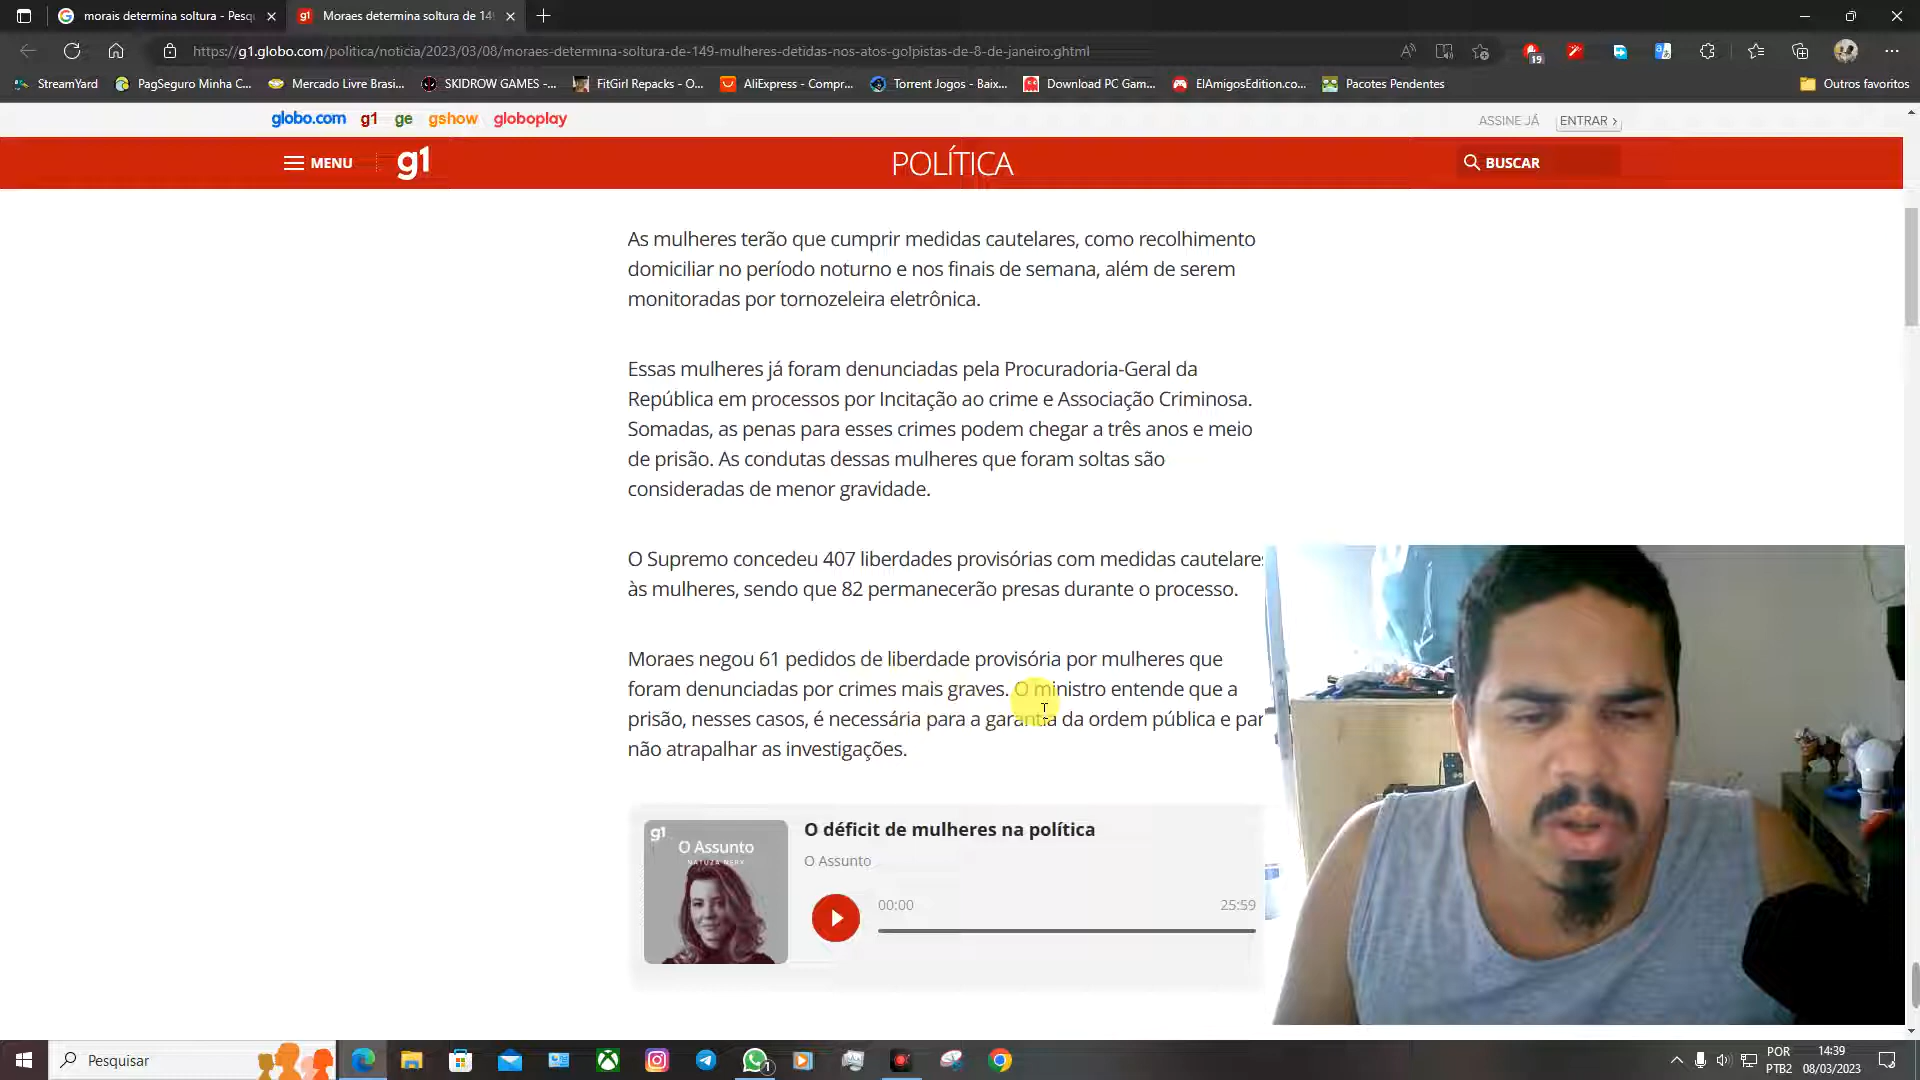 morais determina soltura - Pesq
Moraes determina soltura de 149
https://g1.globo.com/politica/noticia/2023/03/08/moraes-determina-soltura-de-149-mulheres-detidas-nos-atos-golpistas-de-8-de-janeiro.ghtml
19
StreamYard
PagSeguro Minha C...
Mercado Livre Brasi...
SKIDROW GAMES -...
FitGirl Repacks - O...
AliExpress - Compr...
Torrent Jogos - Baix...
Download PC Gam...
ElAmigosEdition.co...
Pacotes Pendentes
Outros favoritos
globo.com g1 ge gshow globoplay
ASSINE JÁ
ENTRAR >
MENU
g1
POLÍTICA
BUSCAR
As mulheres terão que cumprir medidas cautelares, como recolhimento
domiciliar no período noturno e nos finais de semana, além de serem
monitoradas por tornozeleira eletrônica.
Essas mulheres já foram denunciadas pela Procuradoria-Geral da
República em processos por Incitação ao crime e Associação Criminosa.
Somadas, as penas para esses crimes podem chegar a três anos e meio
de prisão. As condutas dessas mulheres que foram soltas são
consideradas de menor gravidade.
O Supremo concedeu 407 liberdades provisórias com medidas cautelares
às mulheres, sendo que 82 permanecerão presas durante o processo.
Moraes negou 61 pedidos de liberdade provisória por mulheres que
foram denunciadas por crimes mais graves. O ministro entende que a
prisão, nesses casos, é necessária para a garantia da ordem pública e par
não atrapalhar as investigações.
g1
O Assunto
NATUZA NERY
O déficit de mulheres na política
O Assunto
00:00
25:59
Pesquisar
1
POR
PTB2
14:39
08/03/2023